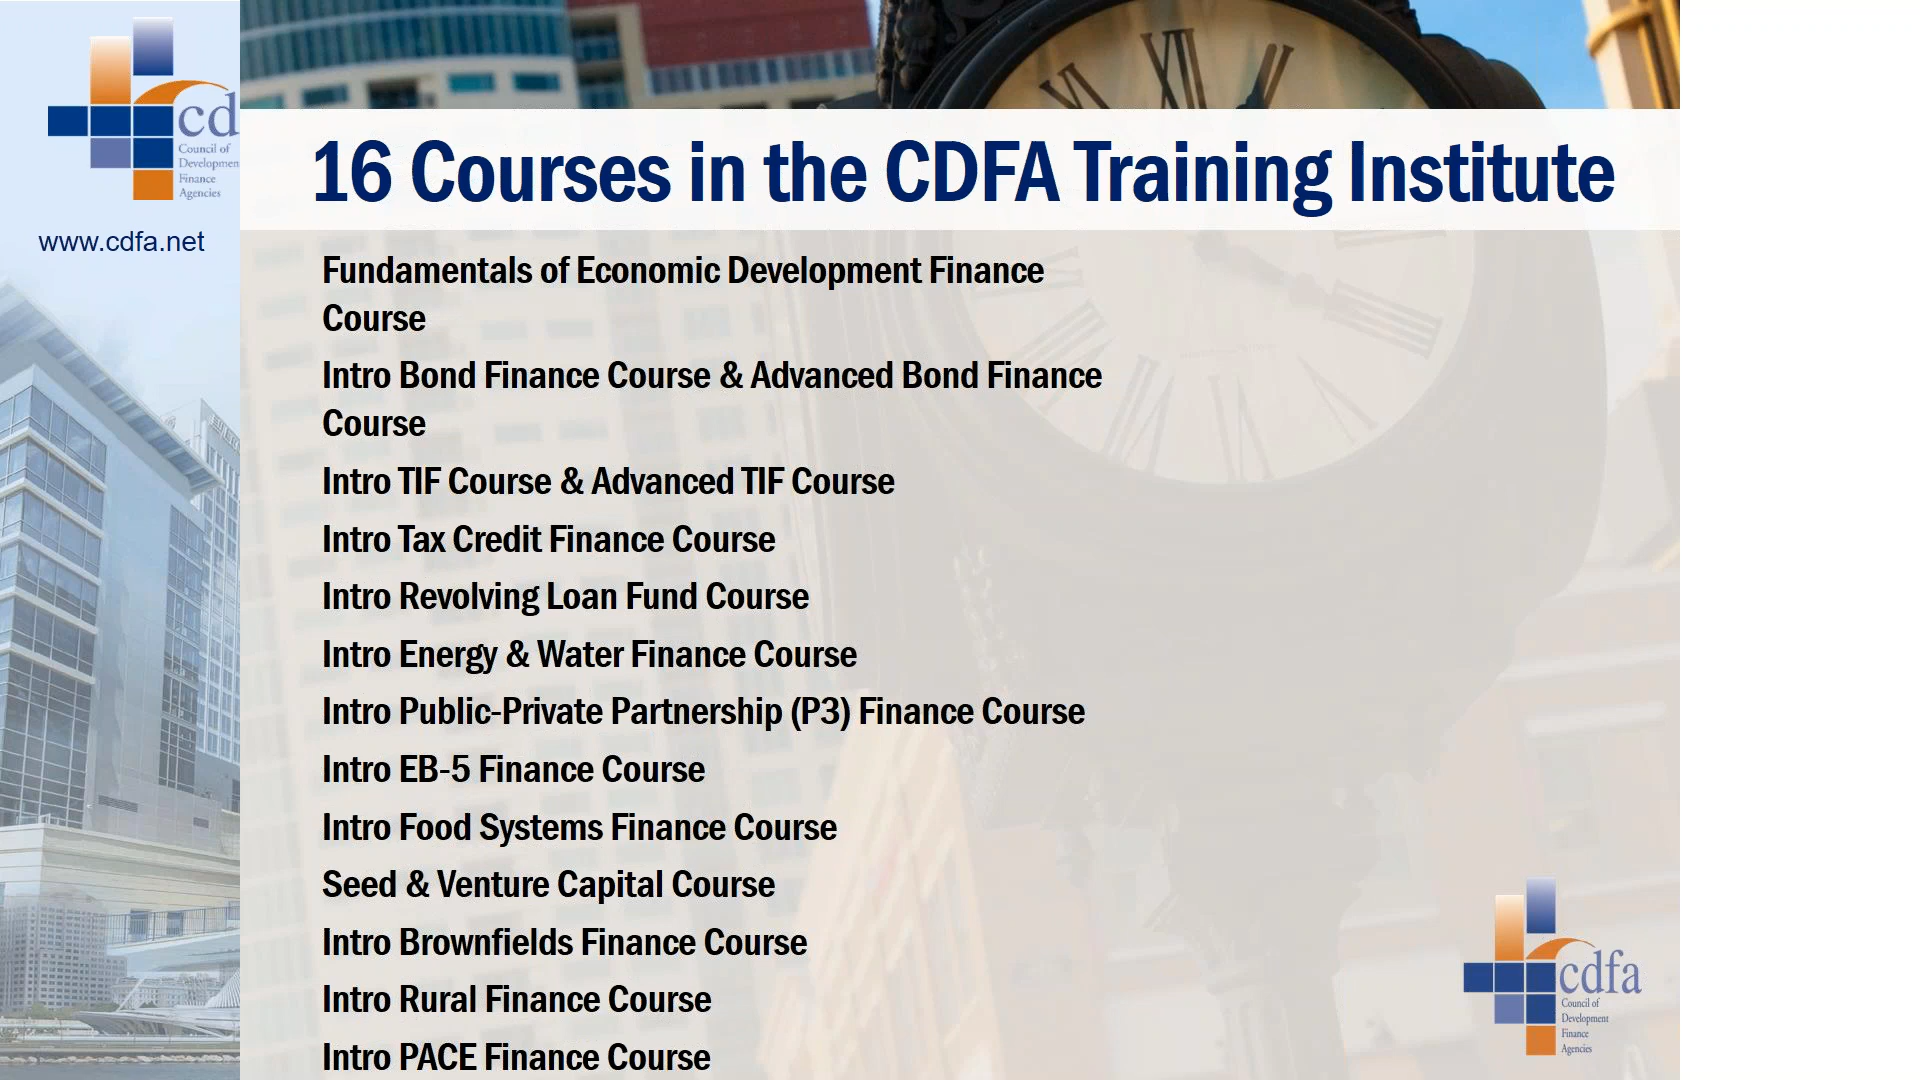 cd
Council of
Developmen
Finance
Agencies
www.cdfa.net
16 Courses in the CDFA Training Institute
Fundamentals of Economic Development Finance
Course
Intro Bond Finance Course & Advanced Bond Finance
Course
Intro TIF Course & Advanced TIF Course
Intro Tax Credit Finance Course
Intro Revolving Loan Fund Course
Intro Energy & Water Finance Course
Intro Public-Private Partnership (P3) Finance Course
Intro EB-5 Finance Course
Intro Food Systems Finance Course
Seed & Venture Capital Course
Intro Brownfields Finance Course
Intro Rural Finance Course
Intro PACE Finance Course
cdfa
Council of
Development
Finance
Agencies